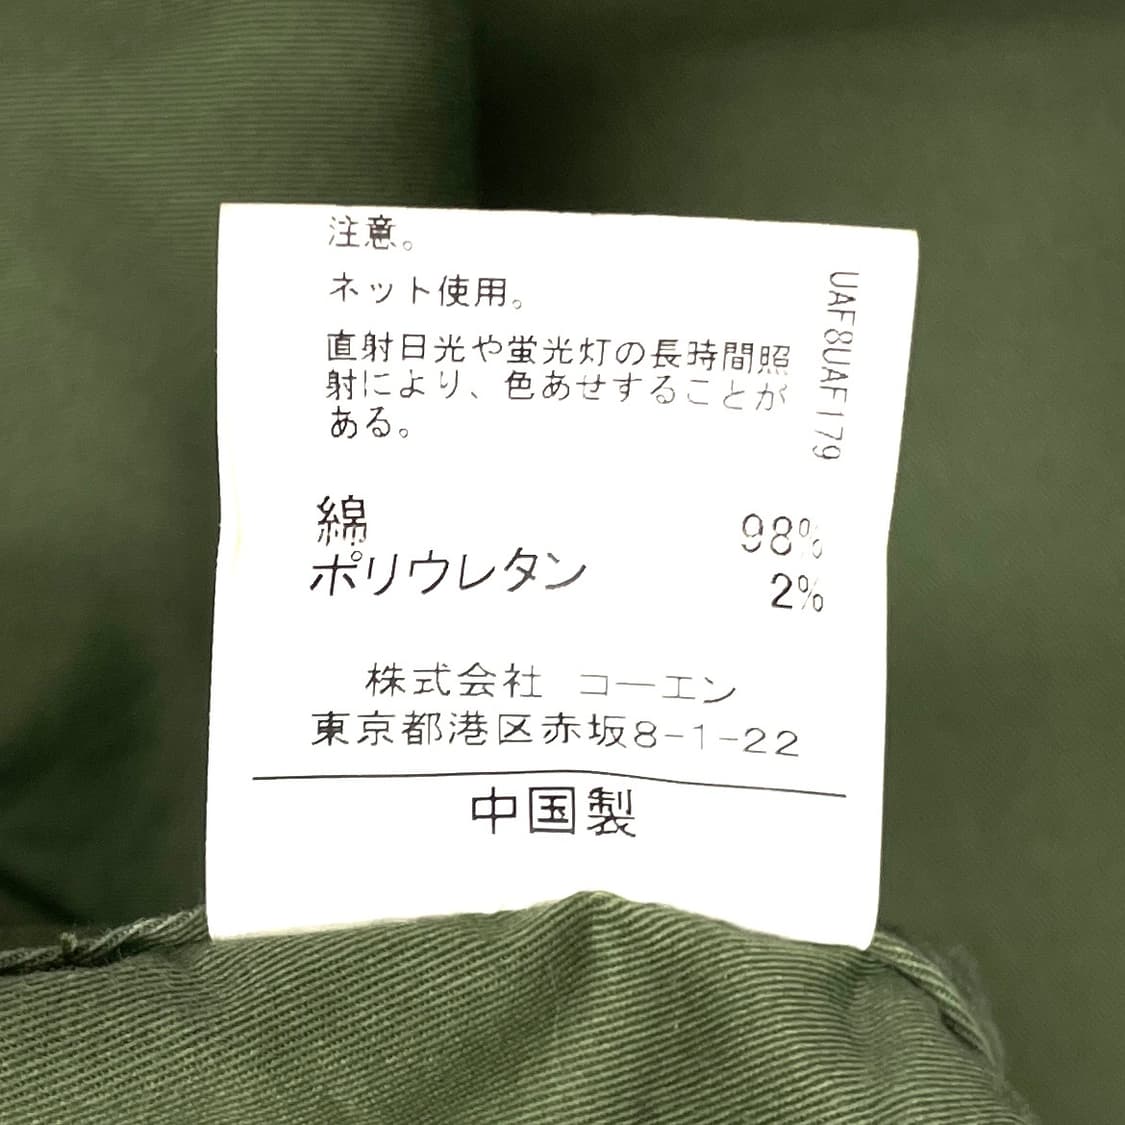 注意。
ネット使用。
直射日光や蛍光灯の長時間照
射により、色あせすることが
ある。
綿 98%
ポリウレタン 2%
株式会社 コーエン
東京都港区赤坂8-1-22
中国製
UAF8UAF179